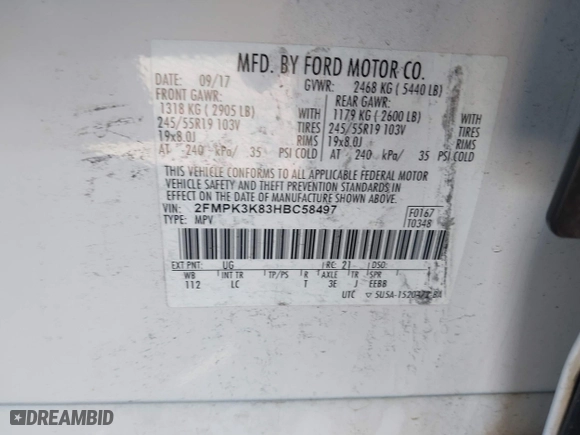 MFD. BY FORD MOTOR CO.
DATE: 09/17 GVWR: 2468 KG ( 5440 LB)
FRONT GAWR: REAR GAWR:
1318 KG ( 2905 LB) WITH 1179 KG ( 2600 LB) WITH
245/55R19 103V TIRES 245/55R19 103V TIRES
19x8.0J RIMS 19x8.0J RIMS
AT 240 kPa/ 35 PSI COLD AT 240 kPa/ 35 PSI COLD
THIS VEHICLE CONFORMS TO ALL APPLICABLE FEDERAL MOTOR
VEHICLE SAFETY AND THEFT PREVENTION STANDARDS IN
EFFECT ON THE DATE OF MANUFACTURE SHOWN ABOVE.
VIN: 2FMPK3K83HBC58497 F0167
TYPE: MPV T0348
EXT PNT: UG RC: 21 DSO:
WB INT TR TP/PS R AXLE TR SPR
112 LC T 3E J EEBB
UTC
DREAMBID